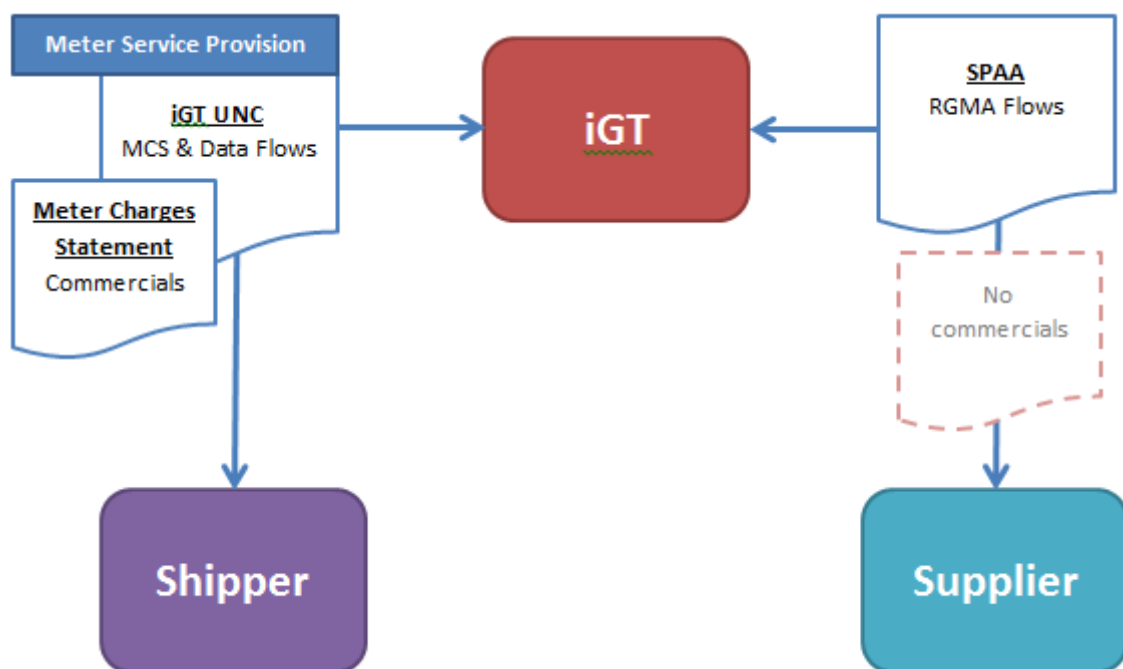 Meter Service Provision
iGT UNC
MCS & Data Flows
Meter Charges
Statement
Commercials
iGT
SPAA
RGMA Flows
No
commercials
Shipper
Supplier